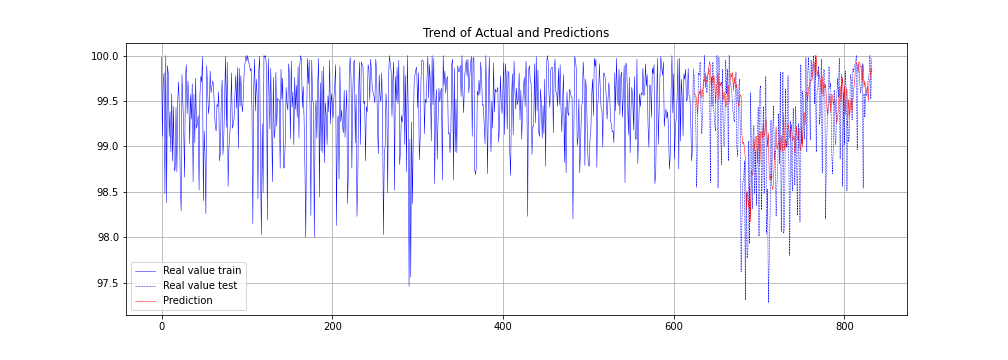 Trend of Actual and Predictions
100.0
99.5
99.0
98.5
98.0
97.5
Real value train
Real value test
Prediction
0
200
400
600
800